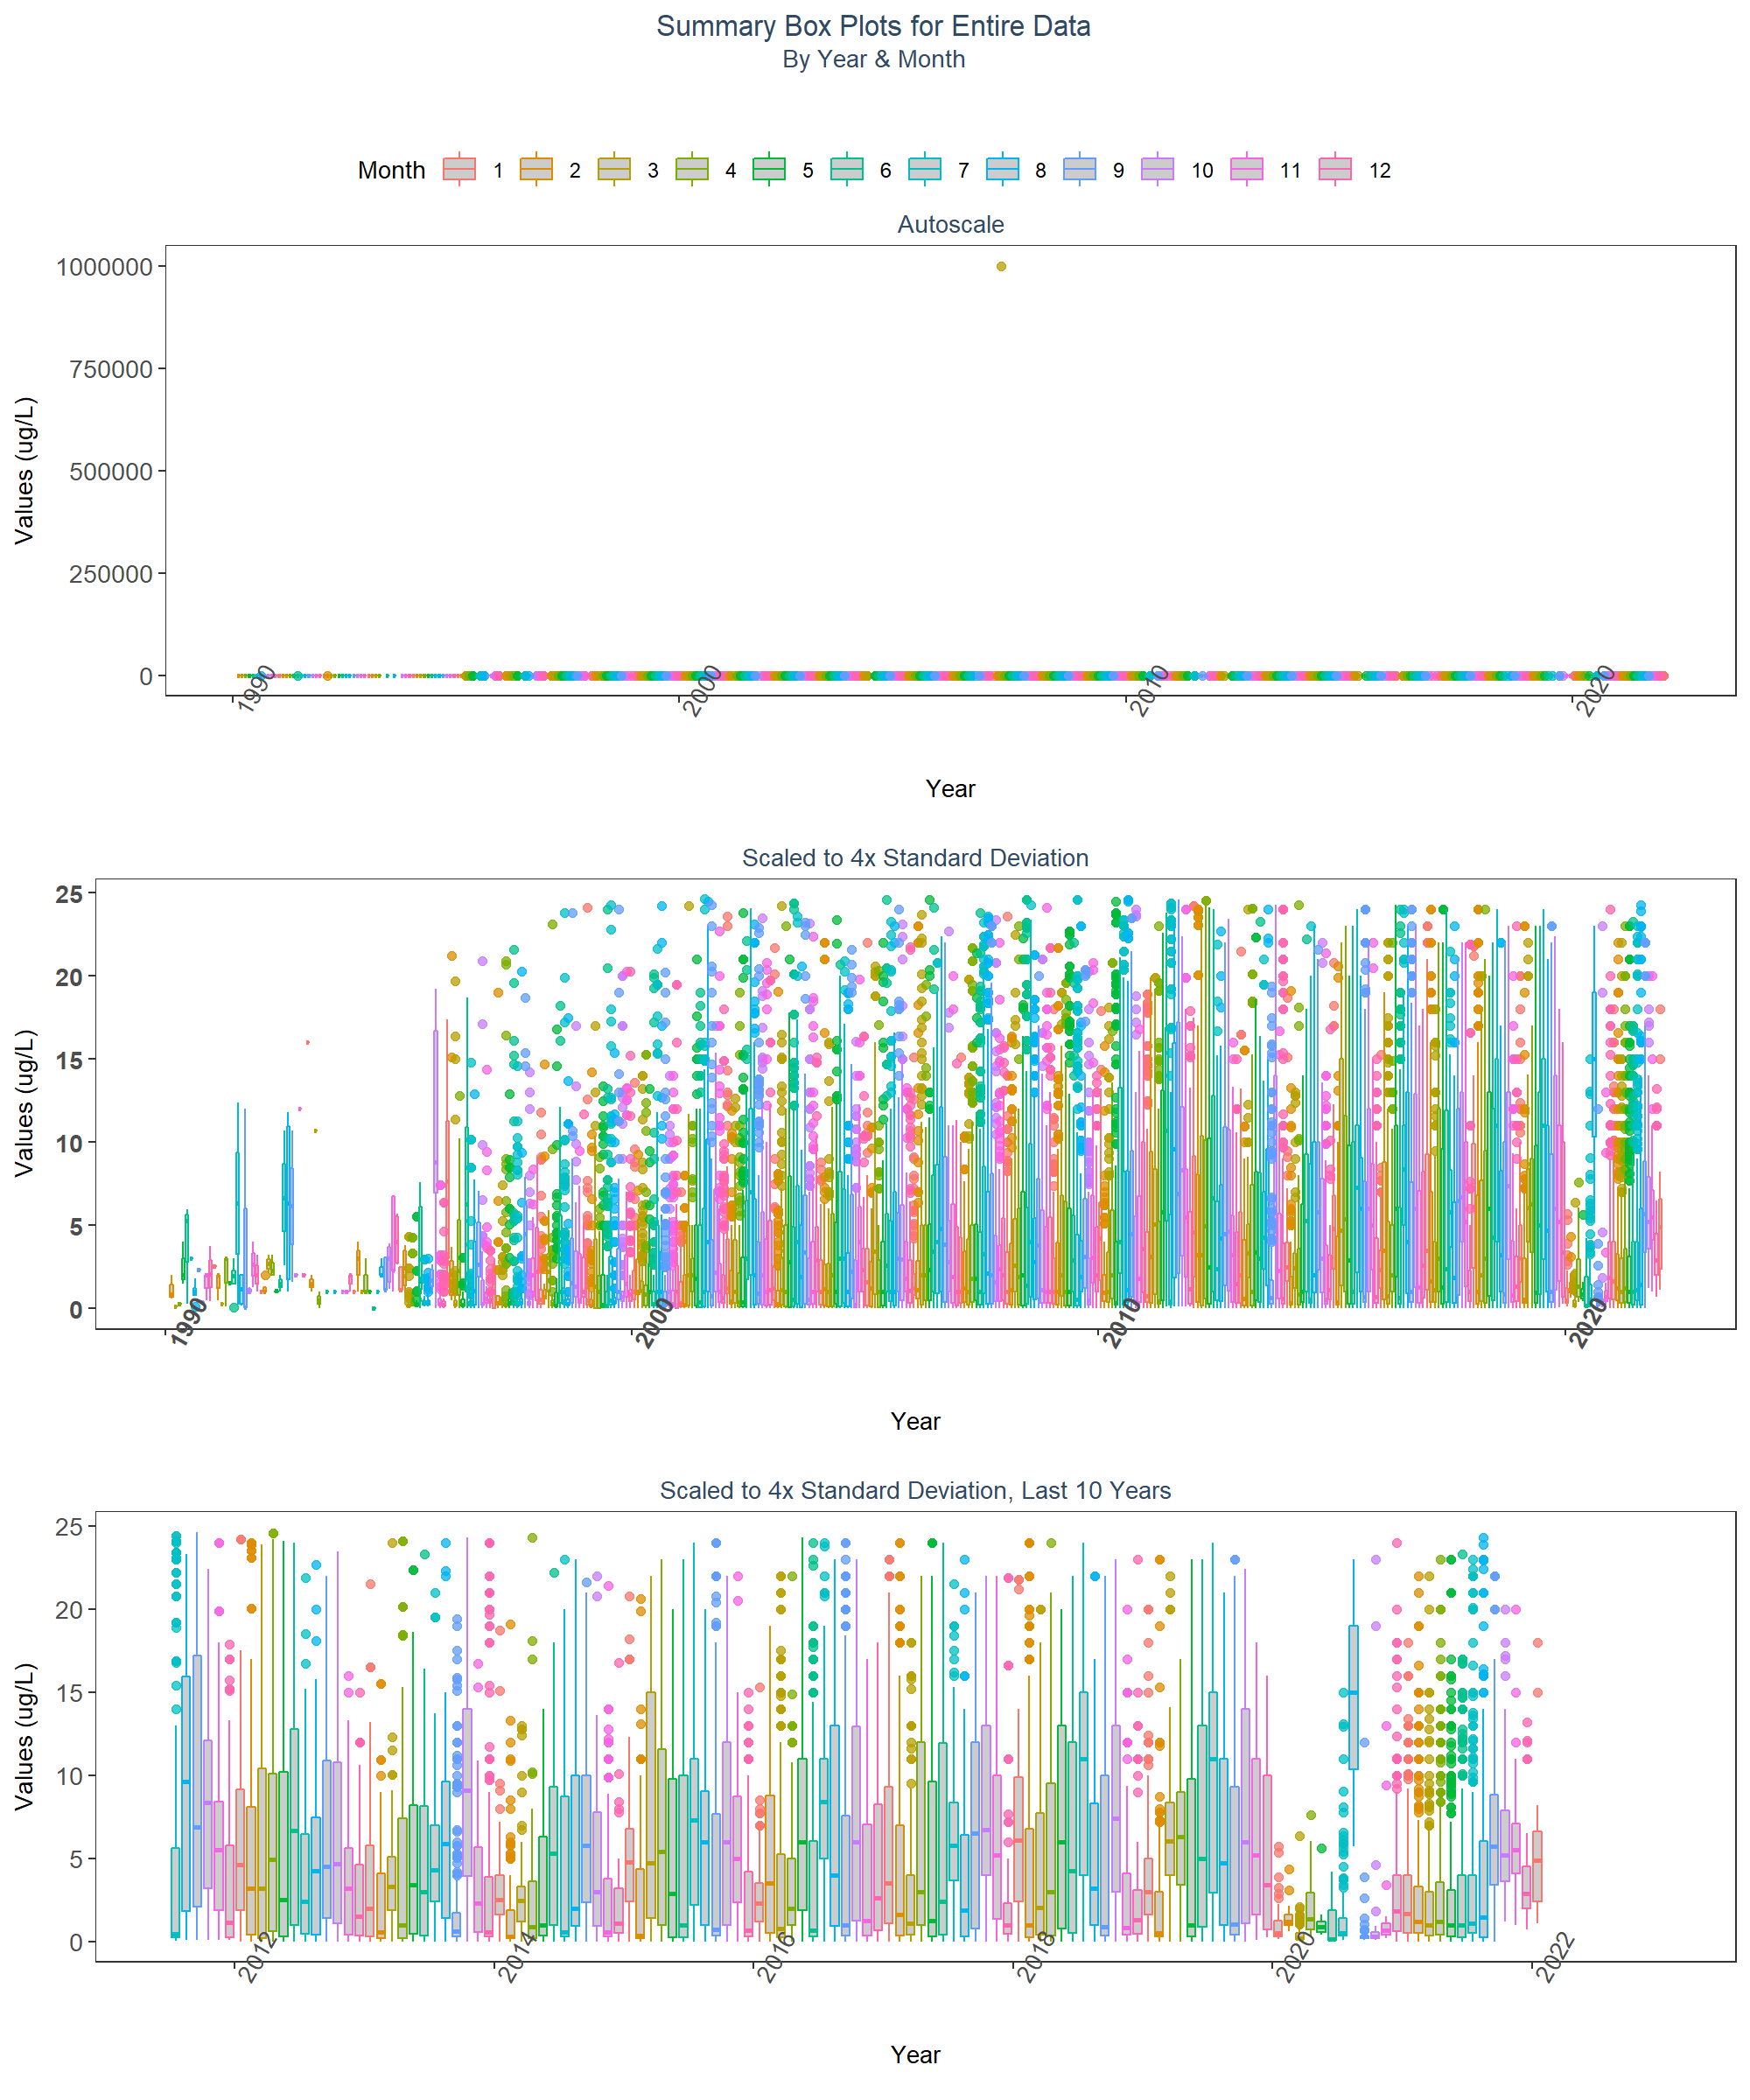 Summary Box Plots for Entire Data
By Year & Month
Month 1 2 3 4 5 6 7 8 9 10 11 12
Autoscale
Values (ug/L)
1000000
750000
500000
250000
0
1990 2000 2010 2020
Year
Scaled to 4x Standard Deviation
Values (ug/L)
25
20
15
10
5
0
1990 2000 2010 2020
Year
Scaled to 4x Standard Deviation, Last 10 Years
Values (ug/L)
25
20
15
10
5
0
2012 2014 2016 2018 2020 2022
Year